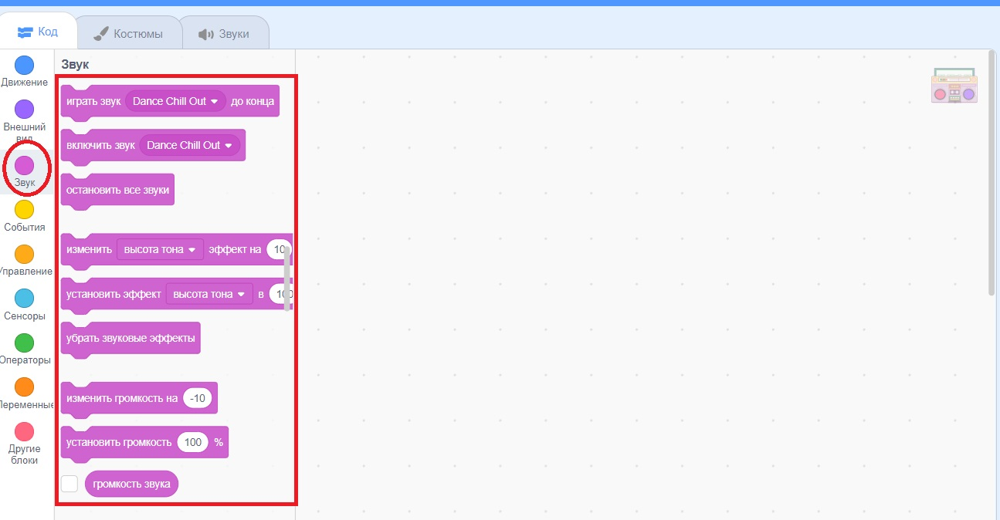 Код
Костюмы
Звуки
Движение
Внешний
вид
Звук
События
Управление
Сенсоры
Операторы
Переменные
Другие
блоки
Звук
играть звук Dance Chill Out до конца
включить звук Dance Chill Out
остановить все звуки
изменить высота тона эффект на 10
установить эффект высота тона в 100
убрать звуковые эффекты
изменить громкость на -10
установить громкость 100 %
громкость звука